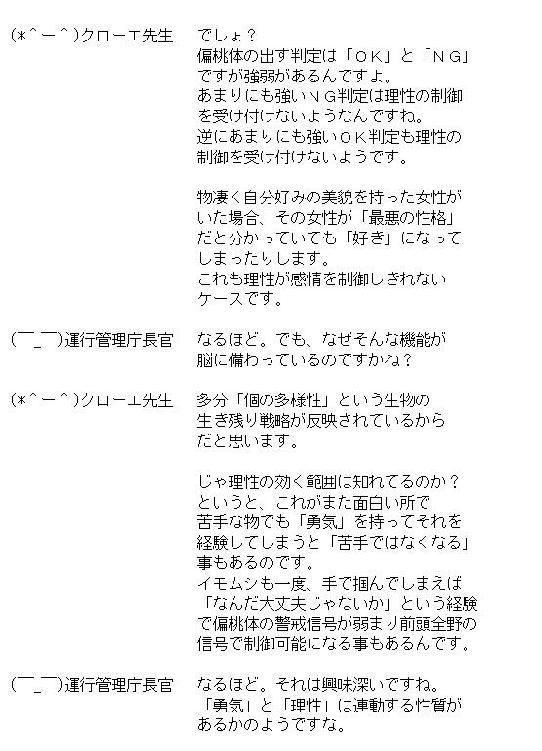 (*＾ー＾)クローエ先生　でしょ？
偏桃体の出す判定は「ＯＫ」と「ＮＧ」
ですが強弱があるんですよ。
あまりにも強いＮＧ判定は理性の制御
を受け付けないようなんですね。
逆にあまりにも強いＯＫ判定も理性の
制御を受け付けないようです。
物凄く自分好みの美貌を持った女性が
いた場合、その女性が「最悪の性格」
だと分かっていても「好き」になって
しまったりします。
これも理性が感情を制御しきれない
ケースです。
(￣_￣)運行管理庁長官　なるほど。でも、なぜそんな機能が
脳に備わっているのですかね？
(*＾ー＾)クローエ先生　多分「個の多様性」という生物の
生き残り戦略が反映されているから
だと思います。
じゃ理性の効く範囲は知れてるのか？
というと、これがまた面白い所で
苦手な物でも「勇気」を持ってそれを
経験してしまうと「苦手ではなくなる」
事もあるのです。
イモムシも一度、手で掴んでしまえば
「なんだ大丈夫じゃないか」という経験
で偏桃体の警戒信号が弱まり前頭全野の
信号で制御可能になる事もあるんです。
(￣_￣)運行管理庁長官　なるほど。それは興味深いですね。
「勇気」と「理性」は連動する性質が
あるかのようですな。